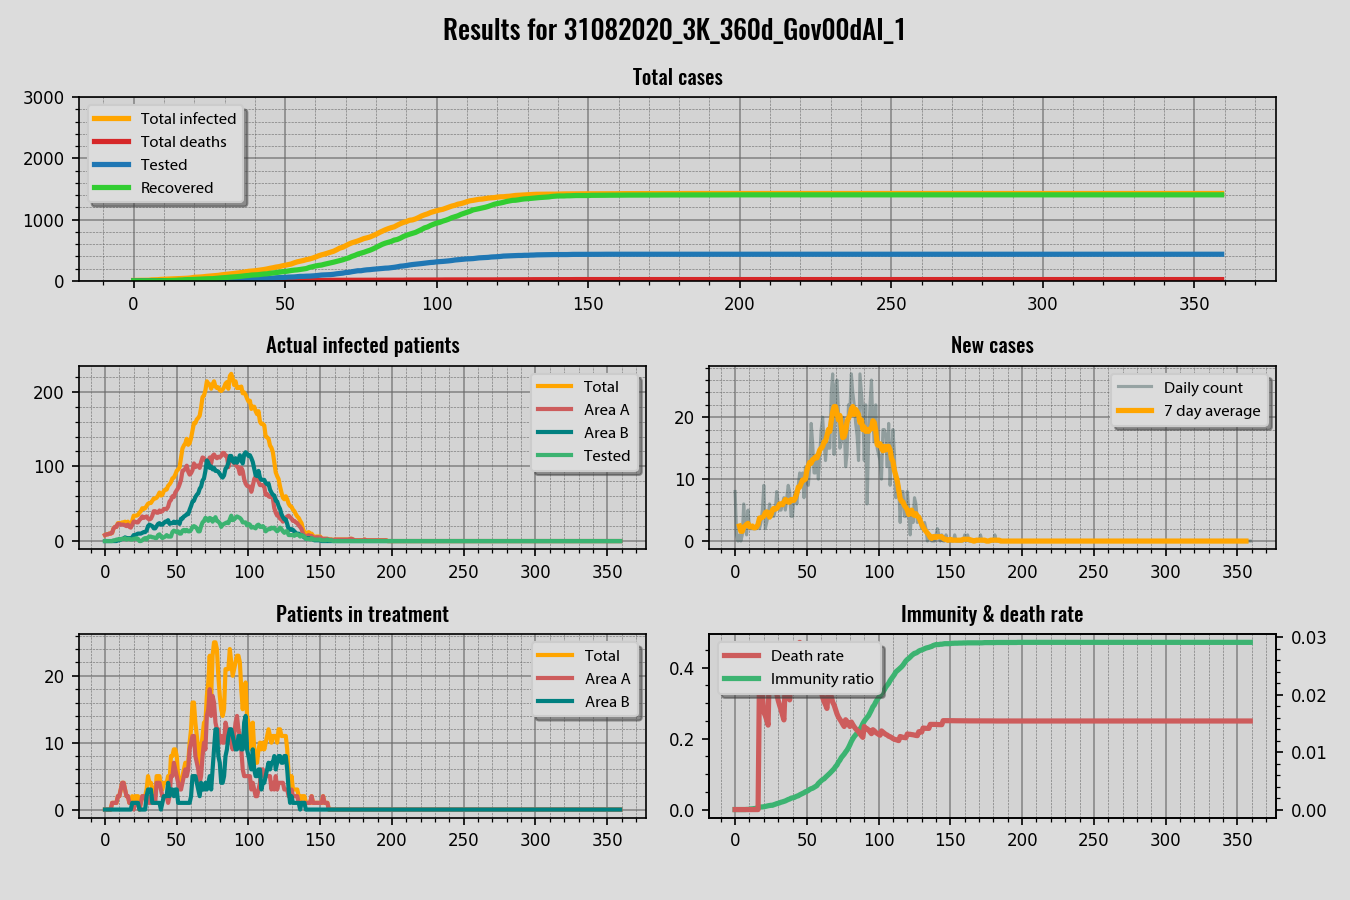 Results for 31082020_3K_360d_Gov00dAI_1
Total cases
3000
2000
1000
0
Total infected
Total deaths
Tested
Recovered
0 50 100 150 200 250 300 350
Actual infected patients
200
100
0
Total
Area A
Area B
Tested
0 50 100 150 200 250 300 350
New cases
20
10
0
Daily count
7 day average
0 50 100 150 200 250 300 350
Patients in treatment
20
10
0
Total
Area A
Area B
0 50 100 150 200 250 300 350
Immunity & death rate
0.4
0.2
0.0
Death rate
Immunity ratio
0.03
0.02
0.01
0.00
0 50 100 150 200 250 300 350